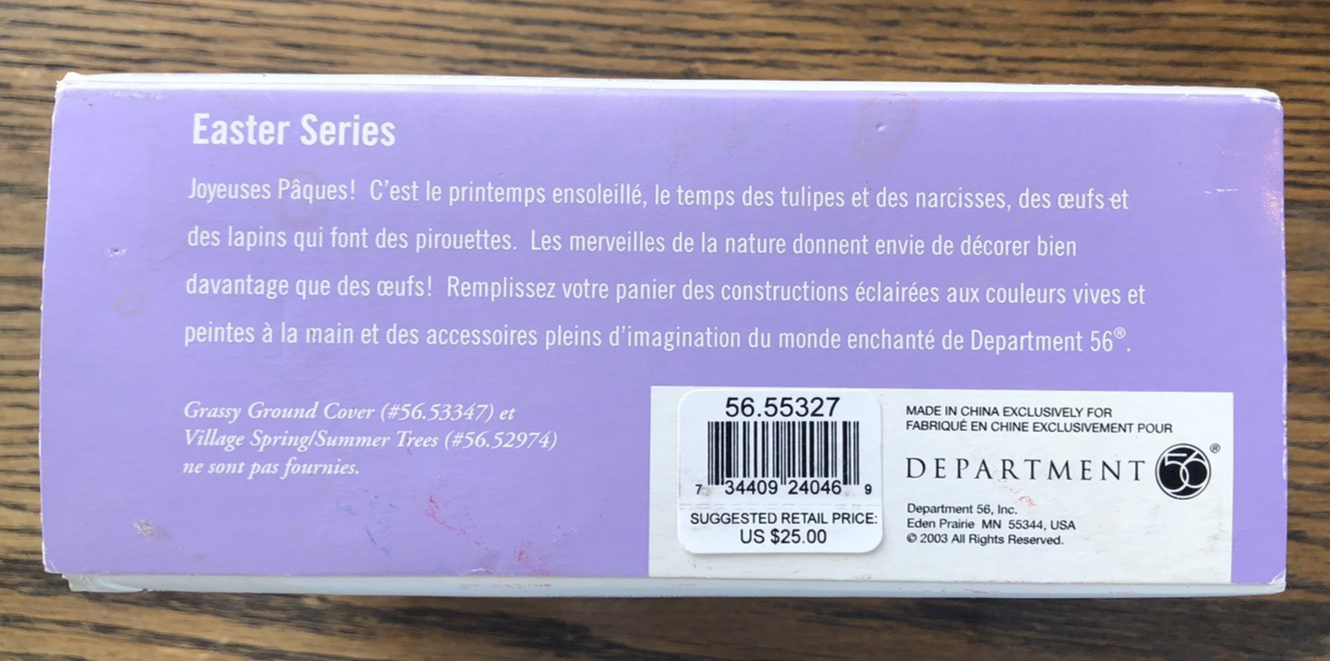 Easter Series
Joyeuses Pâques! C'est le printemps ensoleillé, le temps des tulipes et des narcisses, des œufs et
des lapins qui font des pirouettes. Les merveilles de la nature donnent envie de décorer bien
davantage que des œufs! Remplissez votre panier des constructions éclairées aux couleurs vives et
peintes à la main et des accessoires pleins d'imagination du monde enchanté de Department 56®.
Grassy Ground Cover (#56.53347) et
Village Spring/Summer Trees (#56.52974)
ne sont pas fournies.
56.55327
7 34409 24046 9
SUGGESTED RETAIL PRICE:
US $25.00
MADE IN CHINA EXCLUSIVELY FOR
FABRIQUÉ EN CHINE EXCLUSIVEMENT POUR
DEPARTMENT 56®
Department 56, Inc.
Eden Prairie MN 55344, USA
© 2003 All Rights Reserved.